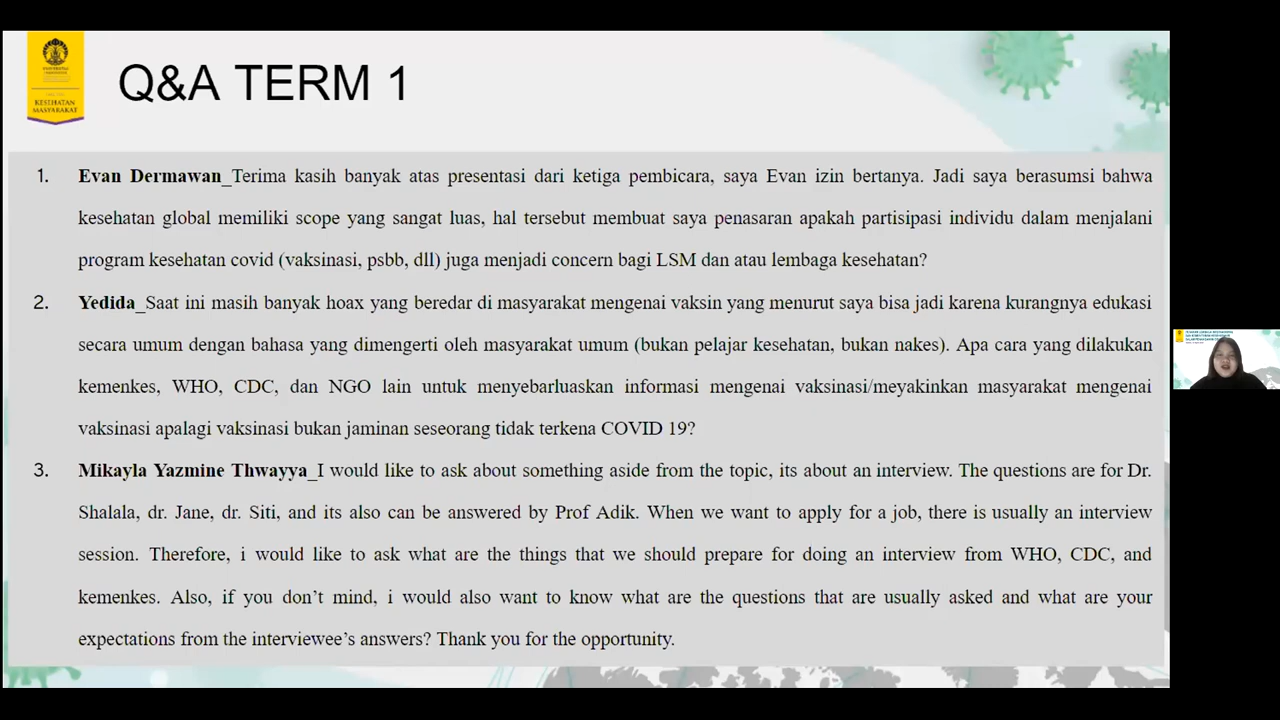 UNIVERSITAS
INDONESIA
KESEHATAN
MASYARAKAT
Q&A TERM 1
1. Evan Dermawan_Terima kasih banyak atas presentasi dari ketiga pembicara, saya Evan izin bertanya. Jadi saya berasumsi bahwa
kesehatan global memiliki scope yang sangat luas, hal tersebut membuat saya penasaran apakah partisipasi individu dalam menjalani
program kesehatan covid (vaksinasi, psbb, dll) juga menjadi concern bagi LSM dan atau lembaga kesehatan?
2. Yedida_Saat ini masih banyak hoax yang beredar di masyarakat mengenai vaksin yang menurut saya bisa jadi karena kurangnya edukasi
secara umum dengan bahasa yang dimengerti oleh masyarakat umum (bukan pelajar kesehatan, bukan nakes). Apa cara yang dilakukan
kemenkes, WHO, CDC, dan NGO lain untuk menyebarluaskan informasi mengenai vaksinasi/meyakinkan masyarakat mengenai
vaksinasi apalagi vaksinasi bukan jaminan seseorang tidak terkena COVID 19?
3. Mikayla Yazmine Thwayya_I would like to ask about something aside from the topic, its about an interview. The questions are for Dr.
Shalala, dr. Jane, dr. Siti, and its also can be answered by Prof Adik. When we want to apply for a job, there is usually an interview
session. Therefore, i would like to ask what are the things that we should prepare for doing an interview from WHO, CDC, and
kemenkes. Also, if you don’t mind, i would also want to know what are the questions that are usually asked and what are your
expectations from the interviewee’s answers? Thank you for the opportunity.